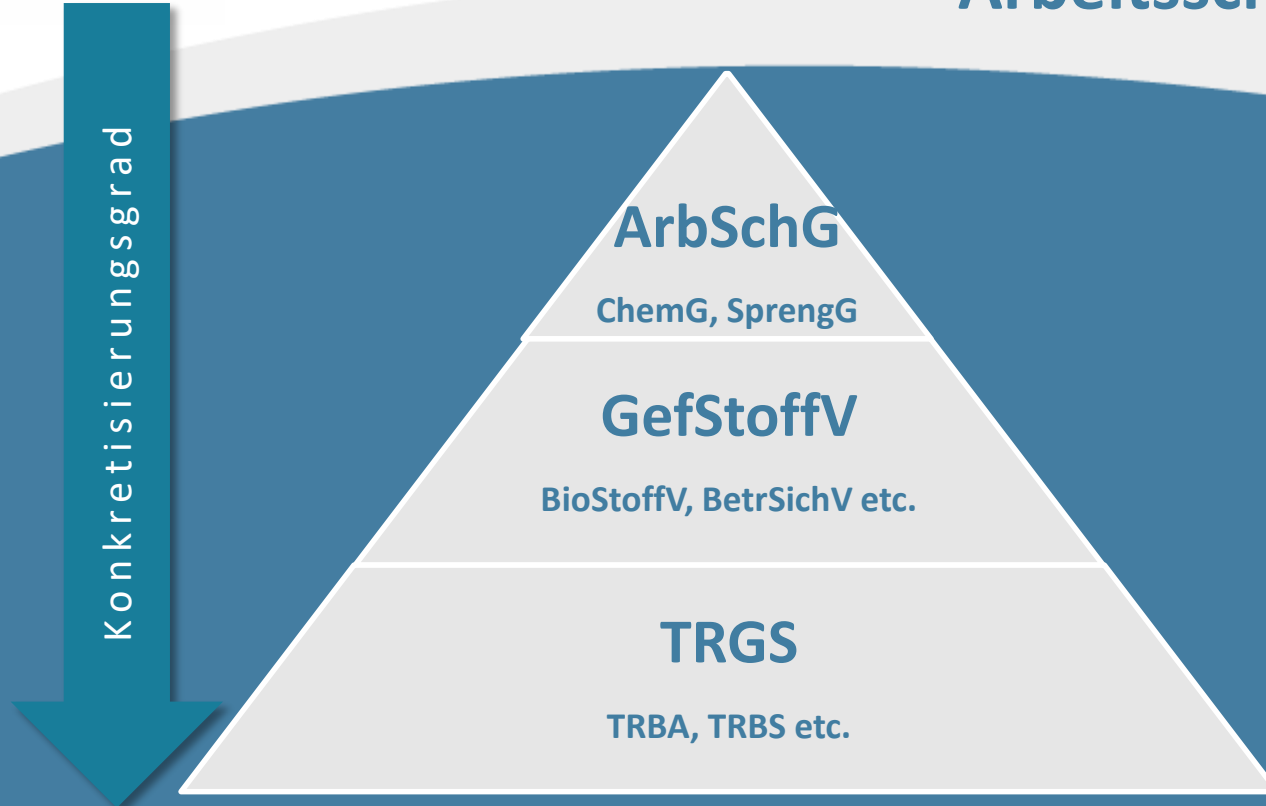 Konkretisierungsgrad
ArbSchG
ChemG, SprengG
GefStoffV
BioStoffV, BetrSichV etc.
TRGS
TRBA, TRBS etc.